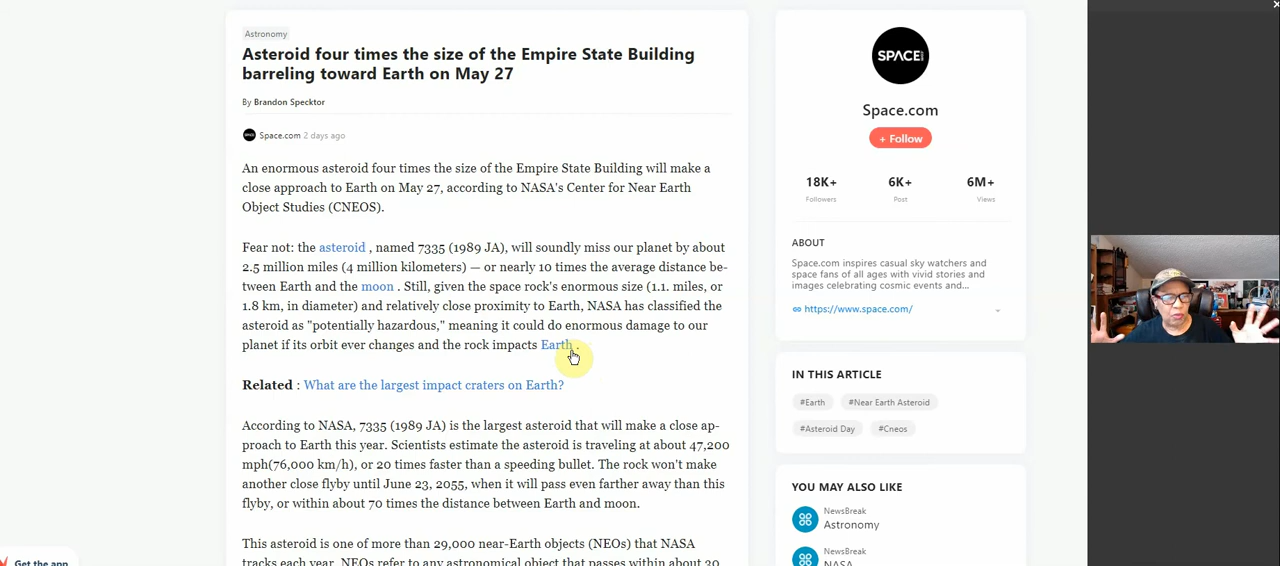 Astronomy
Asteroid four times the size of the Empire State Building
barreling toward Earth on May 27
By Brandon Specktor
Space.com 2 days ago
An enormous asteroid four times the size of the Empire State Building will make a
close approach to Earth on May 27, according to NASA's Center for Near Earth
Object Studies (CNEOS).
Fear not: the asteroid , named 7335 (1989 JA), will soundly miss our planet by about
2.5 million miles (4 million kilometers) — or nearly 10 times the average distance be-
tween Earth and the moon . Still, given the space rock's enormous size (1.1. miles, or
1.8 km, in diameter) and relatively close proximity to Earth, NASA has classified the
asteroid as "potentially hazardous," meaning it could do enormous damage to our
planet if its orbit ever changes and the rock impacts Earth .
Related : What are the largest impact craters on Earth?
According to NASA, 7335 (1989 JA) is the largest asteroid that will make a close ap-
proach to Earth this year. Scientists estimate the asteroid is traveling at about 47,200
mph(76,000 km/h), or 20 times faster than a speeding bullet. The rock won't make
another close flyby until June 23, 2055, when it will pass even farther away than this
flyby, or within about 70 times the distance between Earth and moon.
This asteroid is one of more than 29,000 near-Earth objects (NEOs) that NASA
tracks each year. NEOs refer to any astronomical object that passes within about 30
Get the app
SPACE.com
Space.com
+ Follow
18K+ 6K+ 6M+
Followers Post Views
ABOUT
Space.com inspires casual sky watchers and
space fans of all ages with vivid stories and
images celebrating cosmic events and...
https://www.space.com/
IN THIS ARTICLE
#Earth #Near Earth Asteroid
#Asteroid Day #Cneos
YOU MAY ALSO LIKE
NewsBreak
Astronomy
NewsBreak
NASA